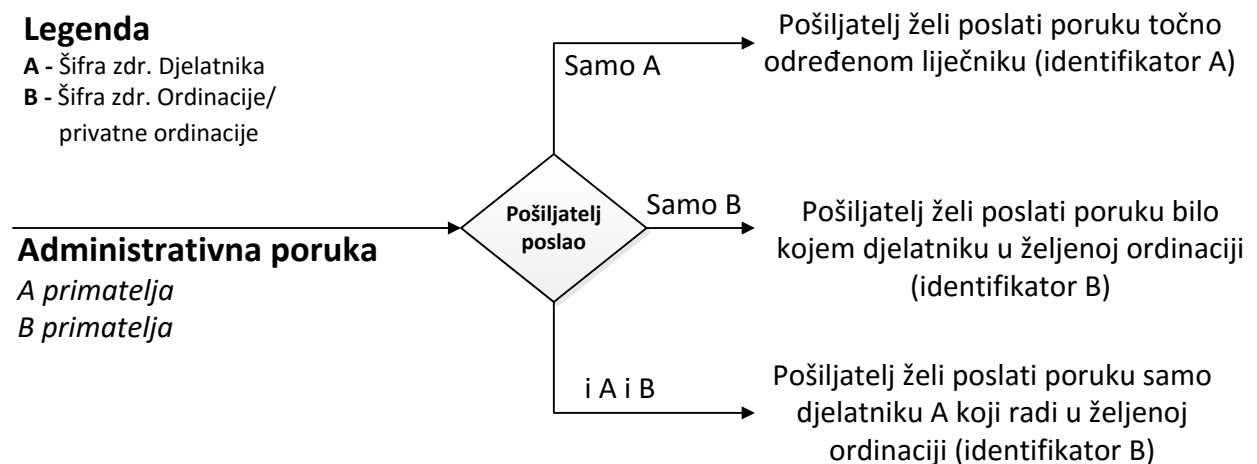 Legenda
A - Šifra zdr. Djelatnika
B - Šifra zdr. Ordinacije/
privatne ordinacije
Administrativna poruka
A primatelja
B primatelja
Pošiljatelj
poslao
Samo A
Pošiljatelj želi poslati poruku točno
određenom liječniku (identifikator A)
Samo B
Pošiljatelj želi poslati poruku bilo
kojem djelatniku u željenoj ordinaciji
(identifikator B)
i A i B
Pošiljatelj želi poslati poruku samo
djelatniku A koji radi u željenoj
ordinaciji (identifikator B)